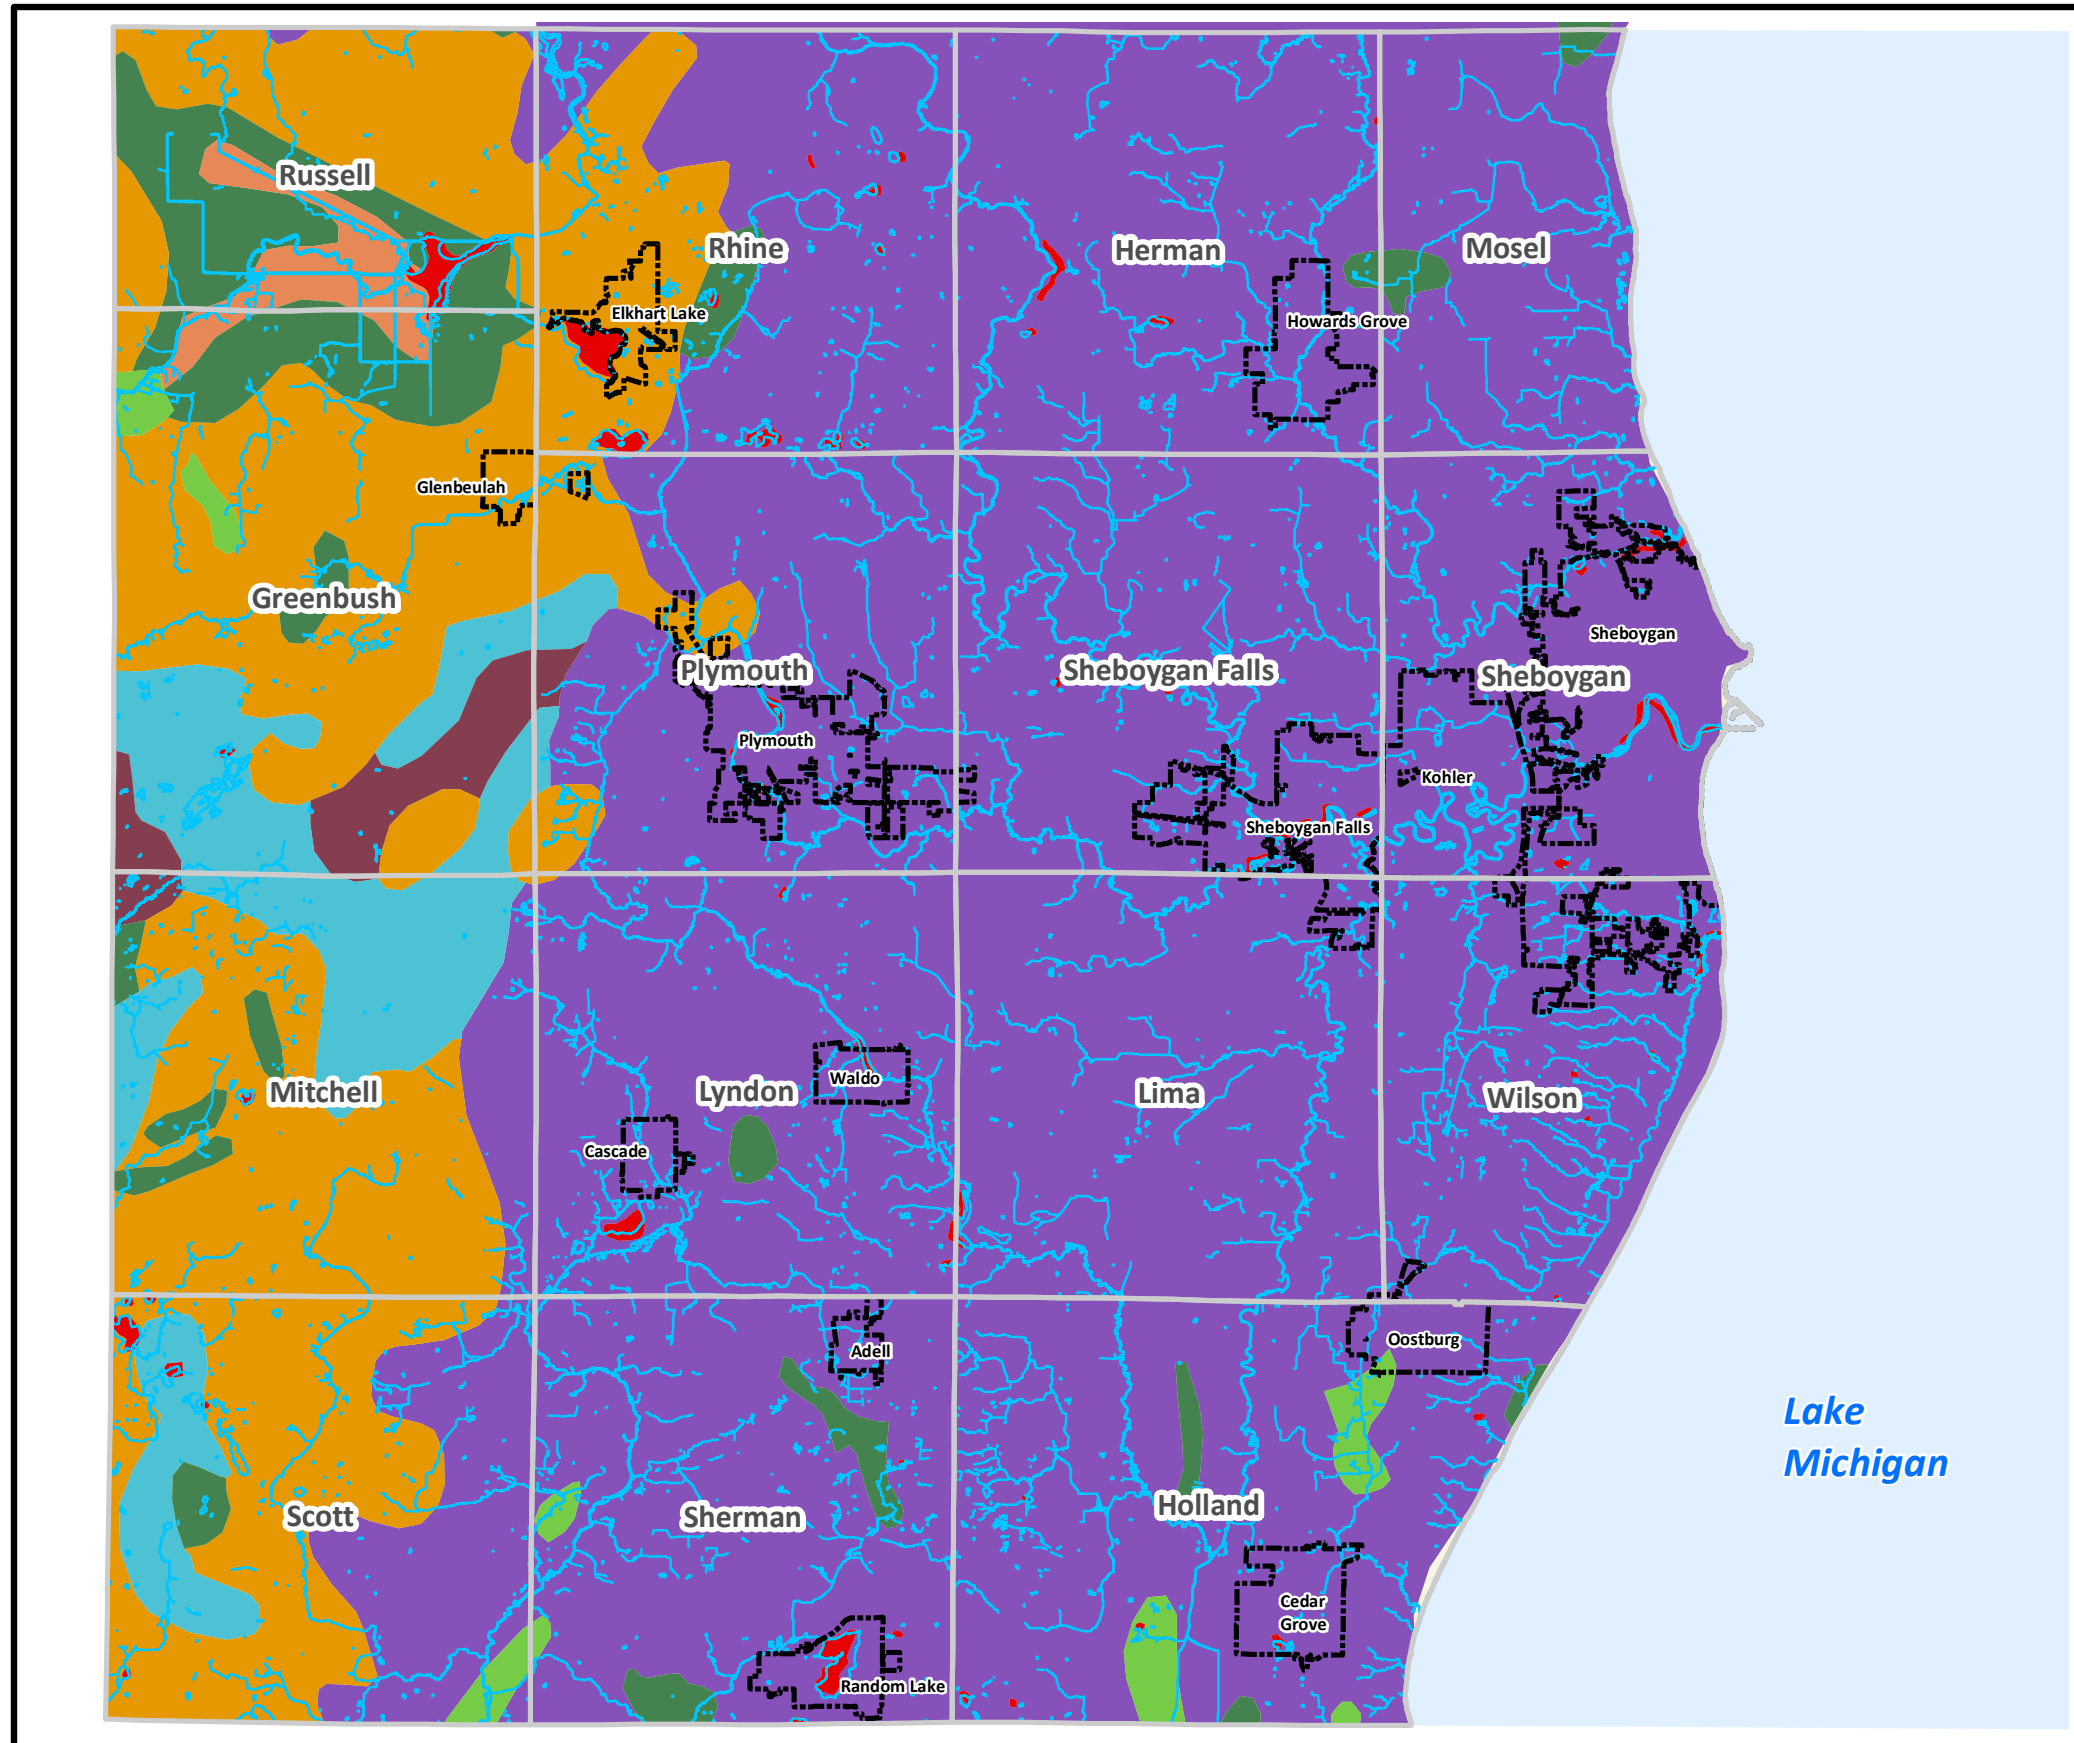 Russell
Rhine
Herman
Mosel
Elkhart Lake
Howards Grove
Glenbeulah
Greenbush
Sheboygan
Plymouth
Sheboygan Falls
Sheboygan
Plymouth
Kohler
Sheboygan Falls
Waldo
Mitchell
Lyndon
Lima
Wilson
Cascade
Oostburg
Adell
Lake
Michigan
Scott
Sherman
Holland
Cedar
Grove
Random Lake